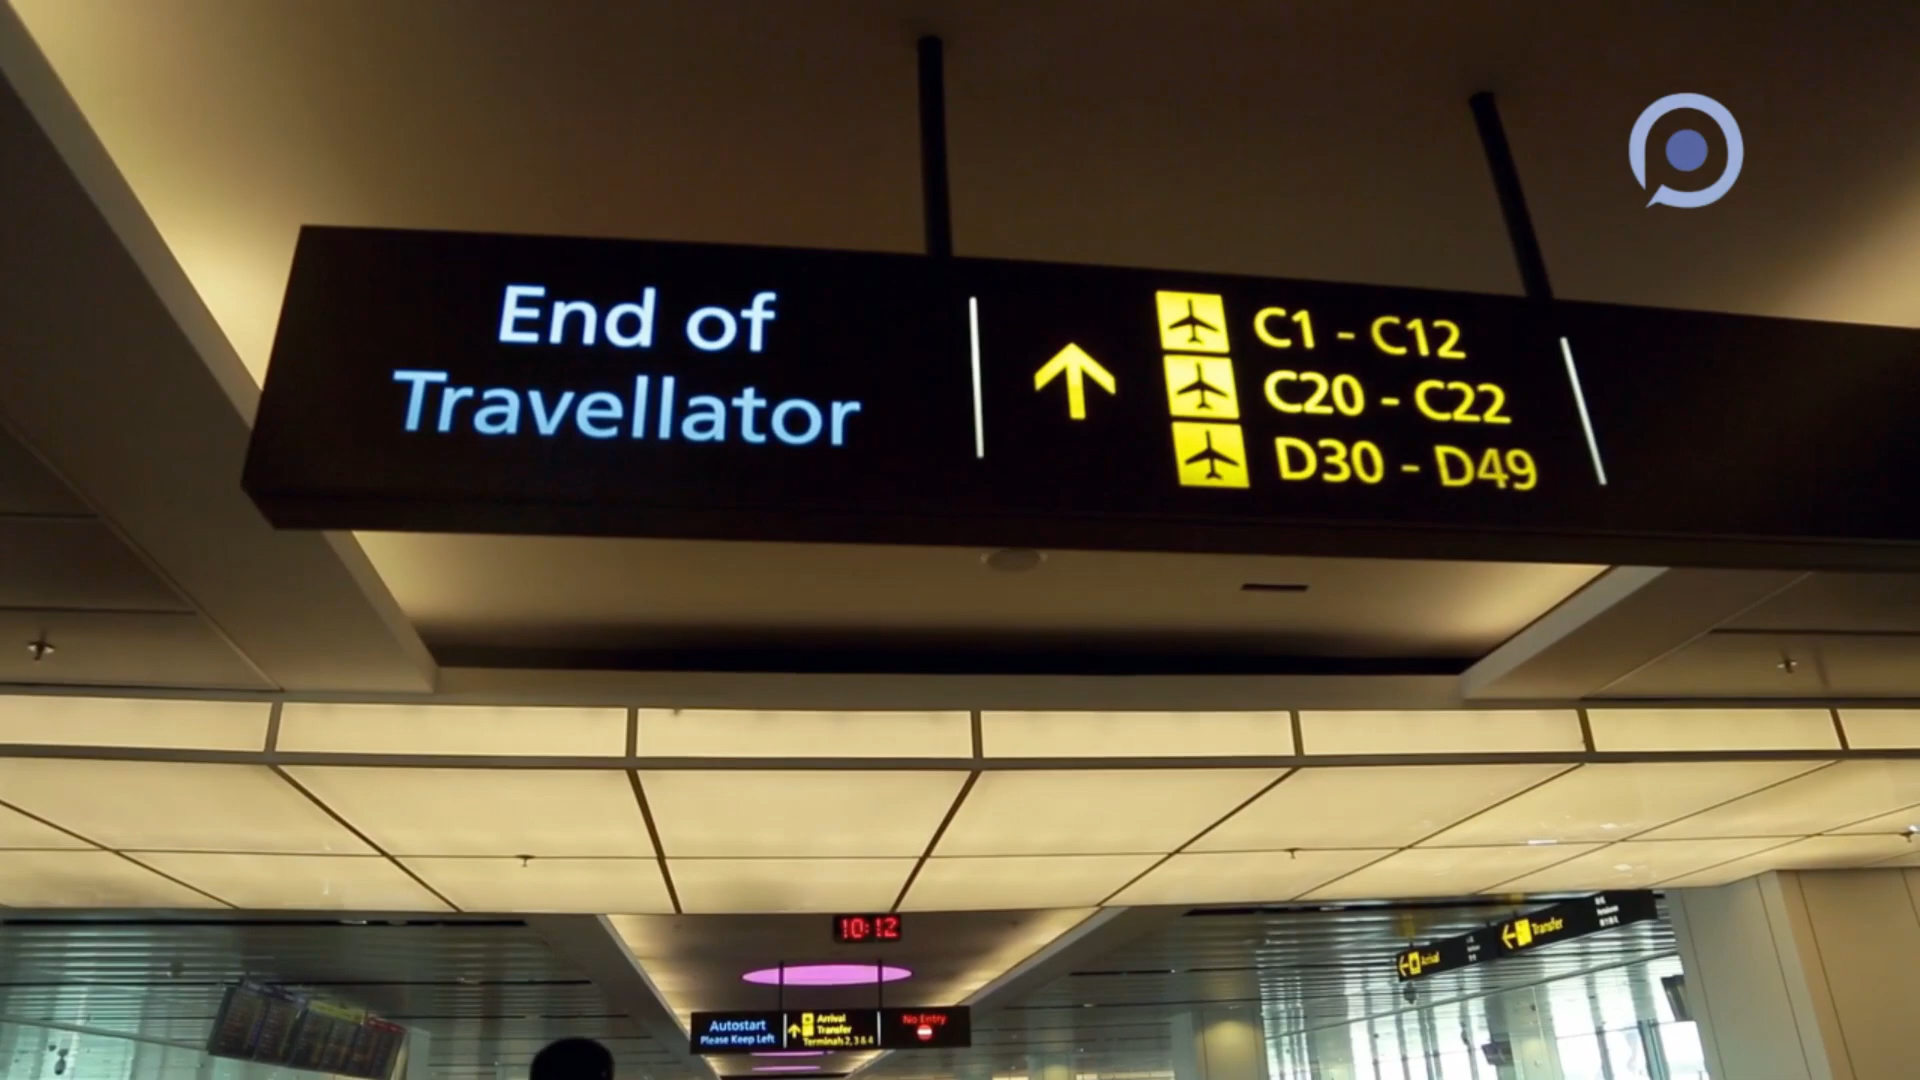 End of
Travellator
C1 - C12
C20 - C22
D30 - D49
10:12
Autostart
Please Keep Left
Arrival
Transfer
Terminals 2, 3 & 4
No Entry
Arrival
Transfer